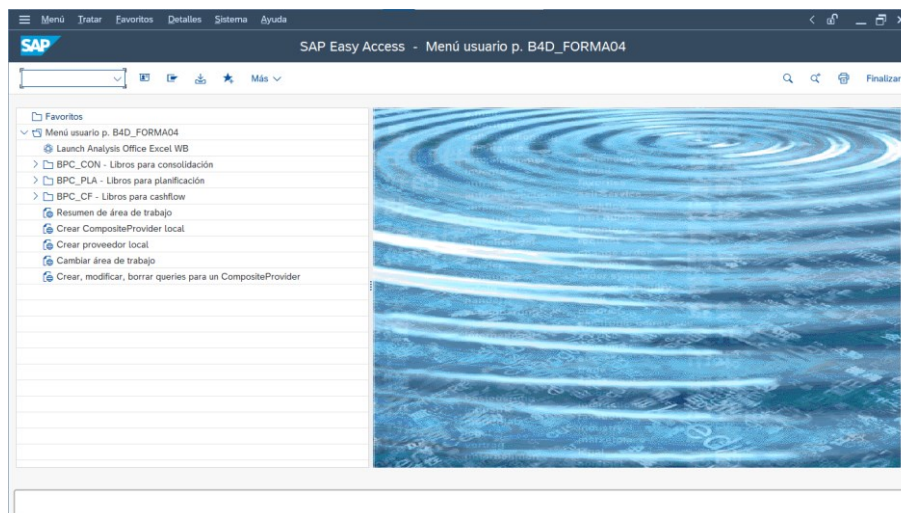 Menú Tratar Favoritos Detalles Sistema Ayuda
SAP SAP Easy Access - Menú usuario p. B4D_FORMA04
Más Finalizar
Favoritos
Menú usuario p. B4D_FORMA04
Launch Analysis Office Excel WB
BPC_CON - Libros para consolidación
BPC_PLA - Libros para planificación
BPC_CF - Libros para cashflow
Resumen de área de trabajo
Crear CompositeProvider local
Crear proveedor local
Cambiar área de trabajo
Crear, modificar, borrar queries para un CompositeProvider